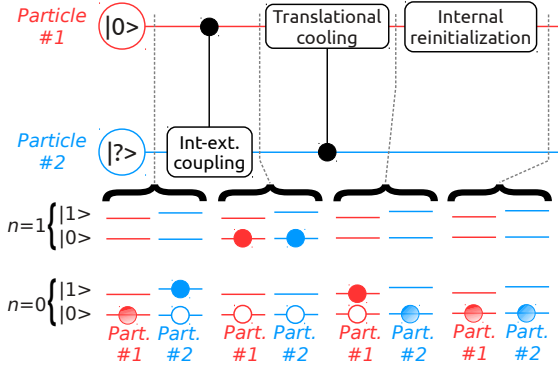 Particle
#1
|0>
Translational
cooling
Internal
reinitialization
Particle
#2
|?>
Int-ext.
coupling
n=1
|1>
|0>
n=0
|1>
|0>
Part.
#1
Part.
#2
Part.
#1
Part.
#2
Part.
#1
Part.
#2
Part.
#1
Part.
#2